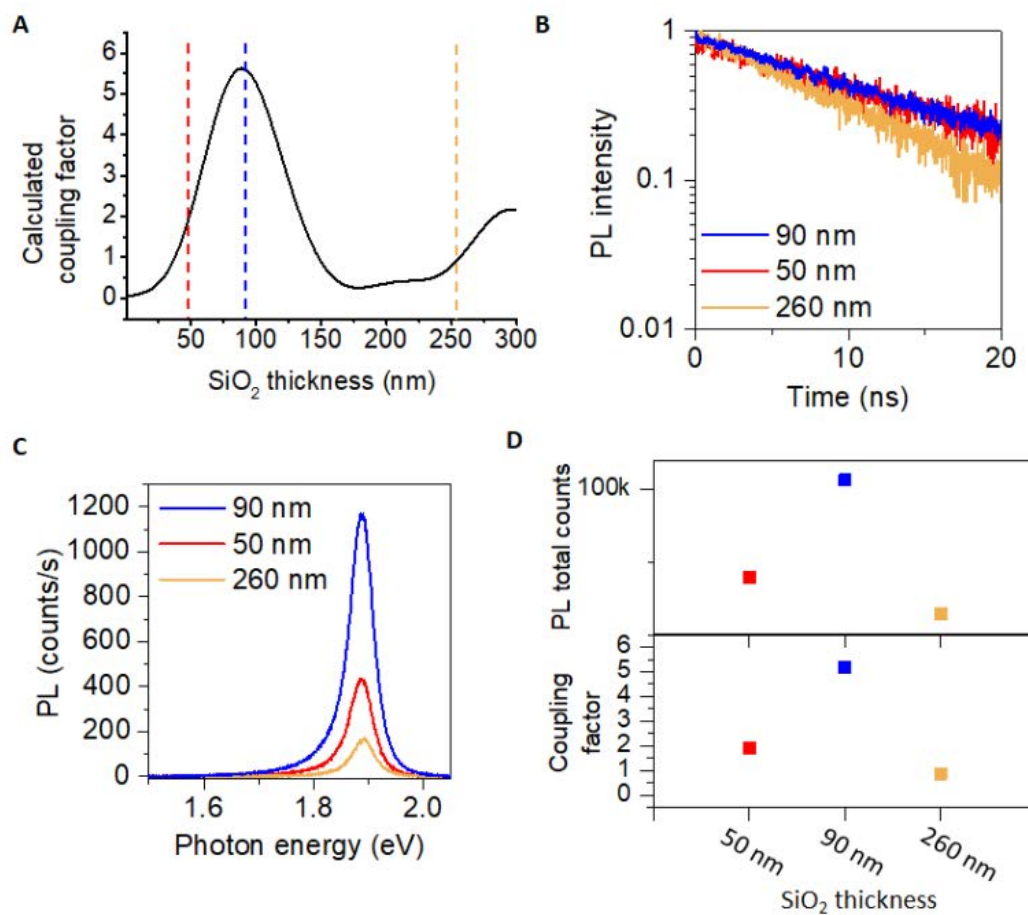 A
Calculated
coupling factor
6
5
4
3
2
1
0
50
100
150
200
250
300
SiO₂ thickness (nm)
B
PL intensity
1
0.1
0.01
90 nm
50 nm
260 nm
0
10
20
Time (ns)
C
PL (counts/s)
1200
1000
800
600
400
200
0
90 nm
50 nm
260 nm
1.6
1.8
2.0
Photon energy (eV)
D
PL total counts
100k
Coupling
factor
6
5
4
3
2
1
0
50 nm
90 nm
260 nm
SiO₂ thickness